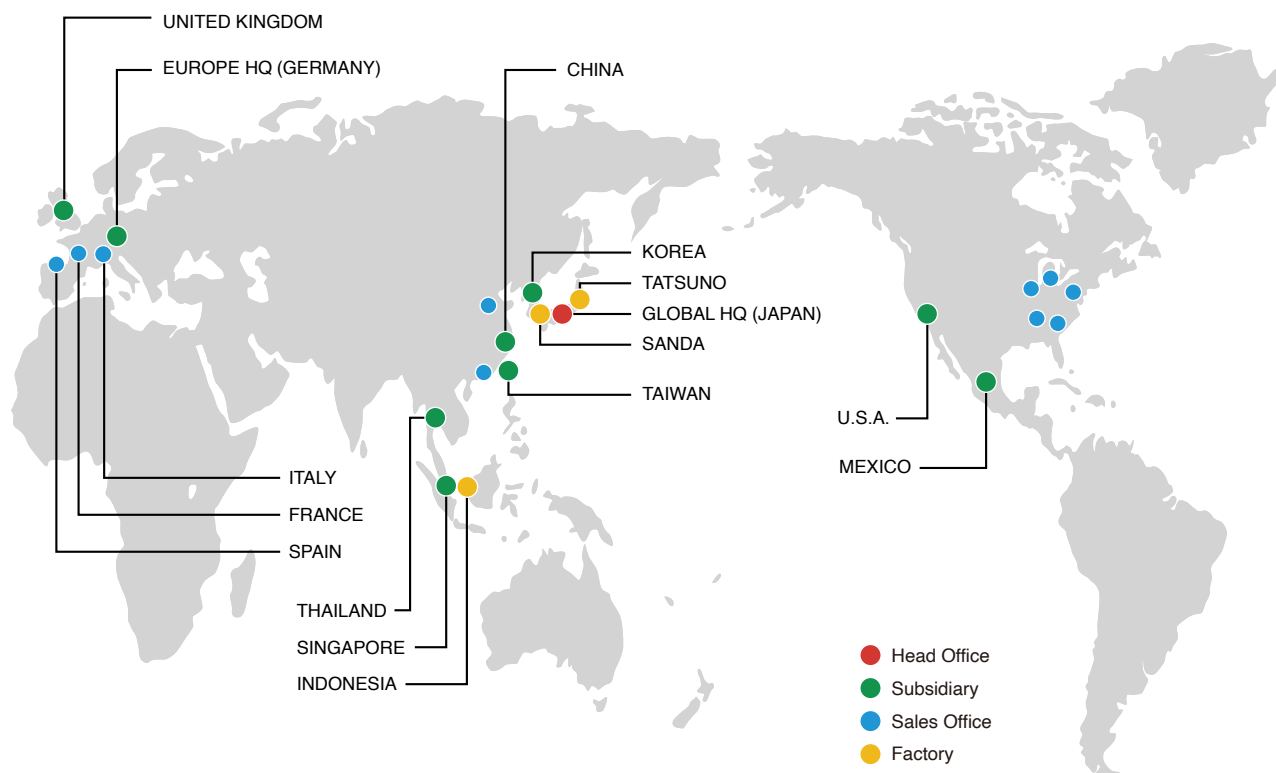 UNITED KINGDOM
EUROPE HQ (GERMANY)
CHINA
KOREA
TATSUNO
GLOBAL HQ (JAPAN)
SANDA
TAIWAN
U.S.A.
MEXICO
ITALY
FRANCE
SPAIN
THAILAND
SINGAPORE
INDONESIA
Head Office
Subsidiary
Sales Office
Factory